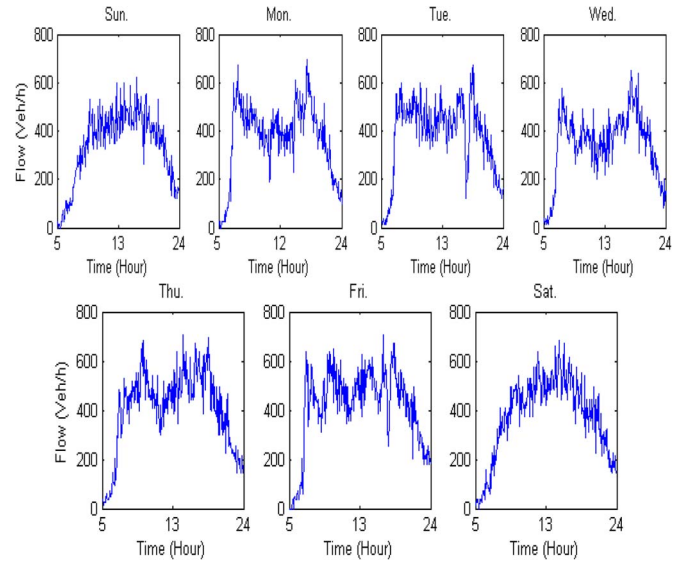 Sun. Mon. Tue. Wed.
800 800 800 800
600 600 600 600
400 400 400 400
200 200 200 200
0 0 0 0
5 13 24 5 12 24 5 13 24 5 13 24
Flow (Veh/h)
Time (Hour) Time (Hour) Time (Hour) Time (Hour)
Thu. Fri. Sat.
800 800 800
600 600 600
400 400 400
200 200 200
0 0 0
5 13 24 5 13 24 5 13 24
Flow (Veh/h)
Time (Hour) Time (Hour) Time (Hour)